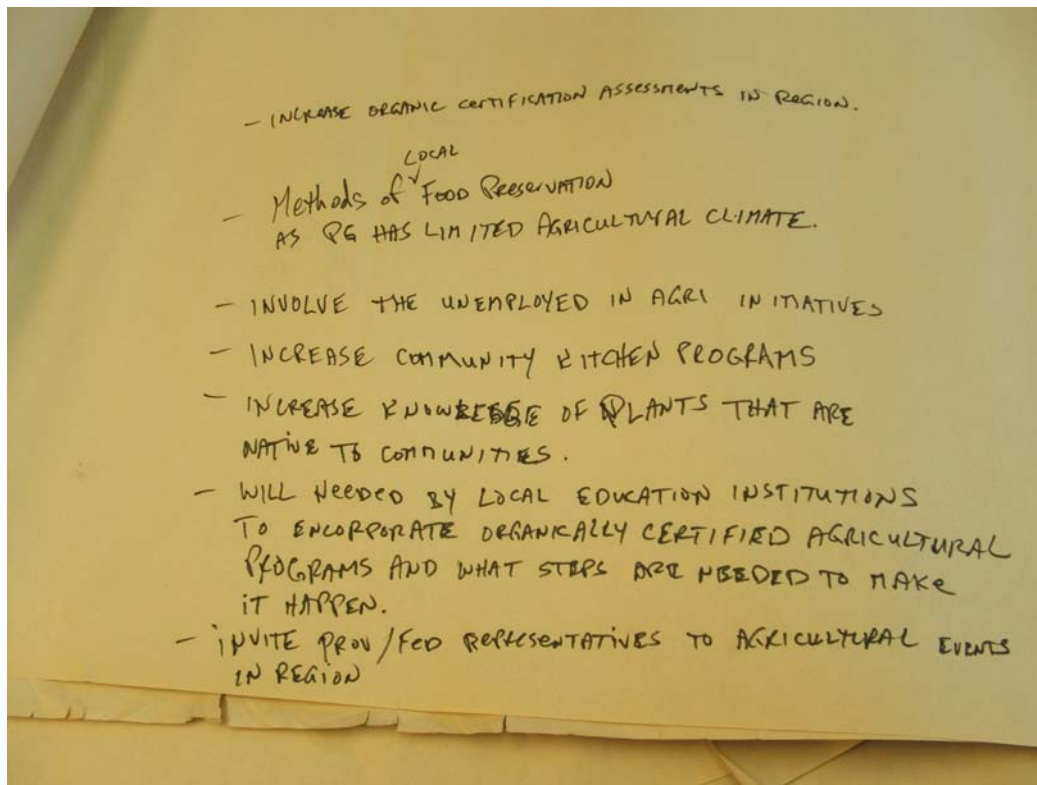 - INCREASE ORGANIC CERTIFICATION ASSESSMENTS IN REGION.
LOCAL
- Methods of FOOD PRESERVATION
AS PG HAS LIMITED AGRICULTURAL CLIMATE.
- INVOLVE THE UNEMPLOYED IN AGRI INITIATIVES
- INCREASE COMMUNITY KITCHEN PROGRAMS
- INCREASE KNOWLEDGE OF PLANTS THAT ARE
NATIVE TO COMMUNITIES.
- WILL NEEDED BY LOCAL EDUCATION INSTITUTIONS
TO ENCORPORATE ORGANICALLY CERTIFIED AGRICULTURAL
PROGRAMS AND WHAT STEPS ARE NEEDED TO MAKE
IT HAPPEN.
- INVITE PROV/FED REPRESENTATIVES TO AGRICULTURAL EVENTS
IN REGION